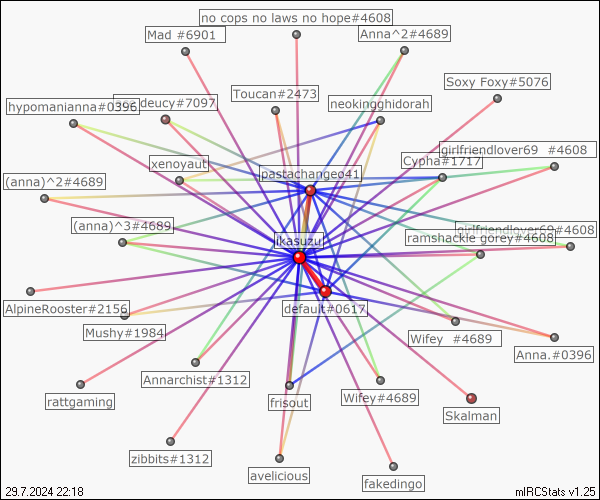 no cops no laws no hope#4608
Mad #6901
Anna^2#4689
Soxy Foxy#5076
Toucan#2473
deucy#7097
hypomanianna#0396
neokingghidorah
girlfriendlover69 #4608
xenoyaut
Cypha#1717
pastachanged41
(anna)^2#4689
(anna)^3#4689
girlfriendlover69#4608
ramshackle gorey#4608
ikasuzu
AlpineRooster#2156
default#0617
Mushy#1984
Wifey #4689
Anna.#0396
Annarchist#1312
rattgaming
frisout
Wifey#4689
Skalman
zibbits#1312
avelicious
fakedingo
29.7.2024 22:18
mIRCStats v1.25